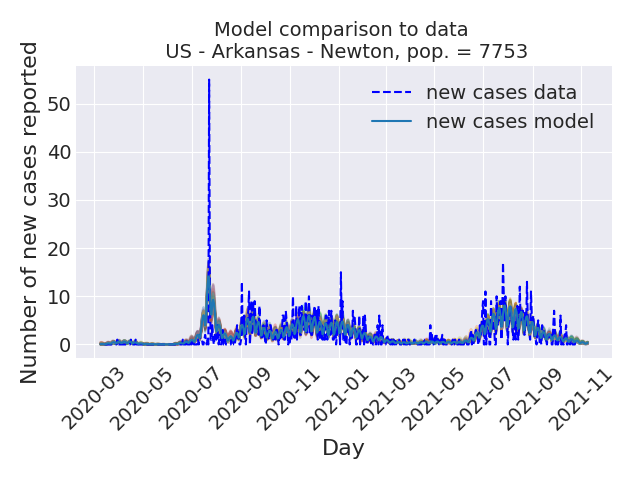 Model comparison to data
US - Arkansas - Newton, pop. = 7753
Number of new cases reported
50
40
30
20
10
0
new cases data
new cases model
2020-03
2020-05
2020-07
2020-09
2020-11
2021-01
2021-03
2021-05
2021-07
2021-09
2021-11
Day